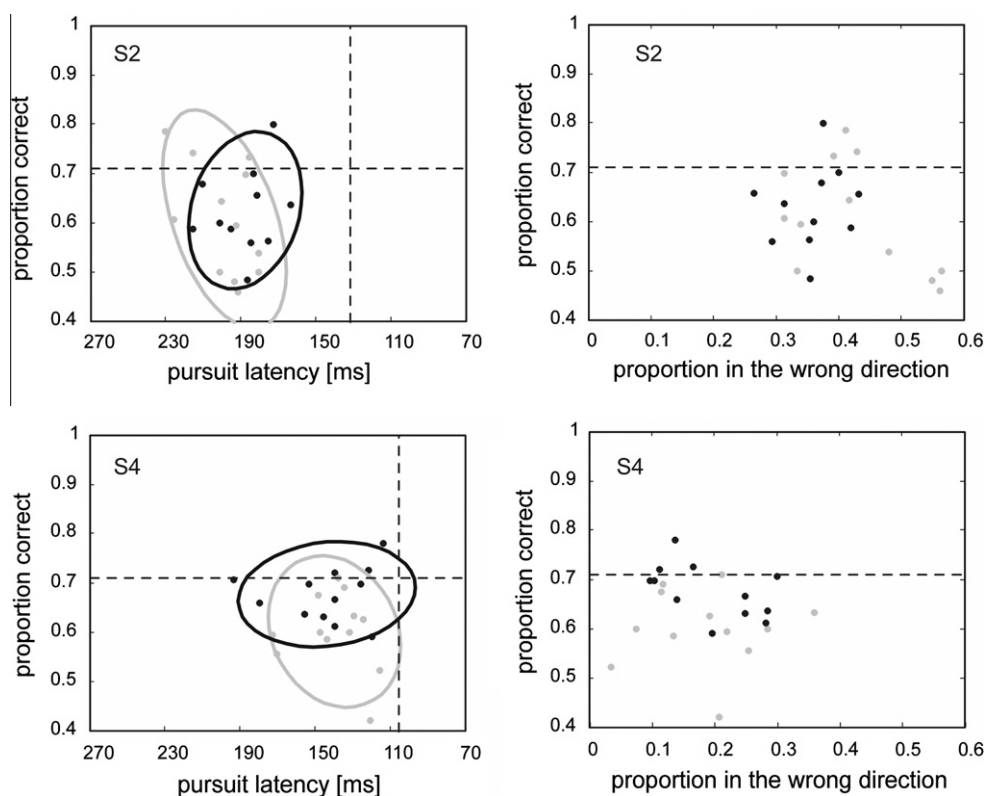 1
0.9
0.8
0.7
0.6
0.5
0.4
proportion correct
S2
270 230 190 150 110 70
pursuit latency [ms]
1
0.9
0.8
0.7
0.6
0.5
0.4
proportion correct
S2
0 0.1 0.2 0.3 0.4 0.5 0.6
proportion in the wrong direction
1
0.9
0.8
0.7
0.6
0.5
0.4
proportion correct
S4
270 230 190 150 110 70
pursuit latency [ms]
1
0.9
0.8
0.7
0.6
0.5
0.4
proportion correct
S4
0 0.1 0.2 0.3 0.4 0.5 0.6
proportion in the wrong direction